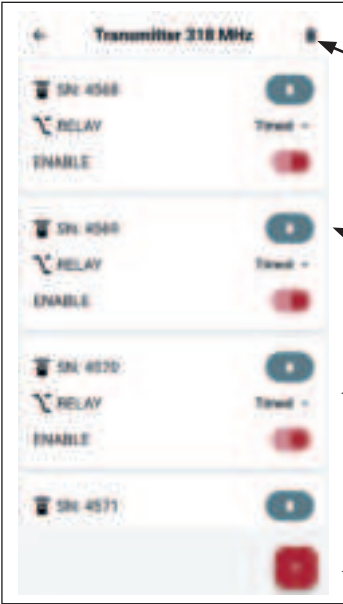 Transmitter 318 MHz
SN: 4568
RELAY Timed
ENABLE
SN: 4569
RELAY Timed
ENABLE
SN: 4570
RELAY Timed
ENABLE
SN: 4571